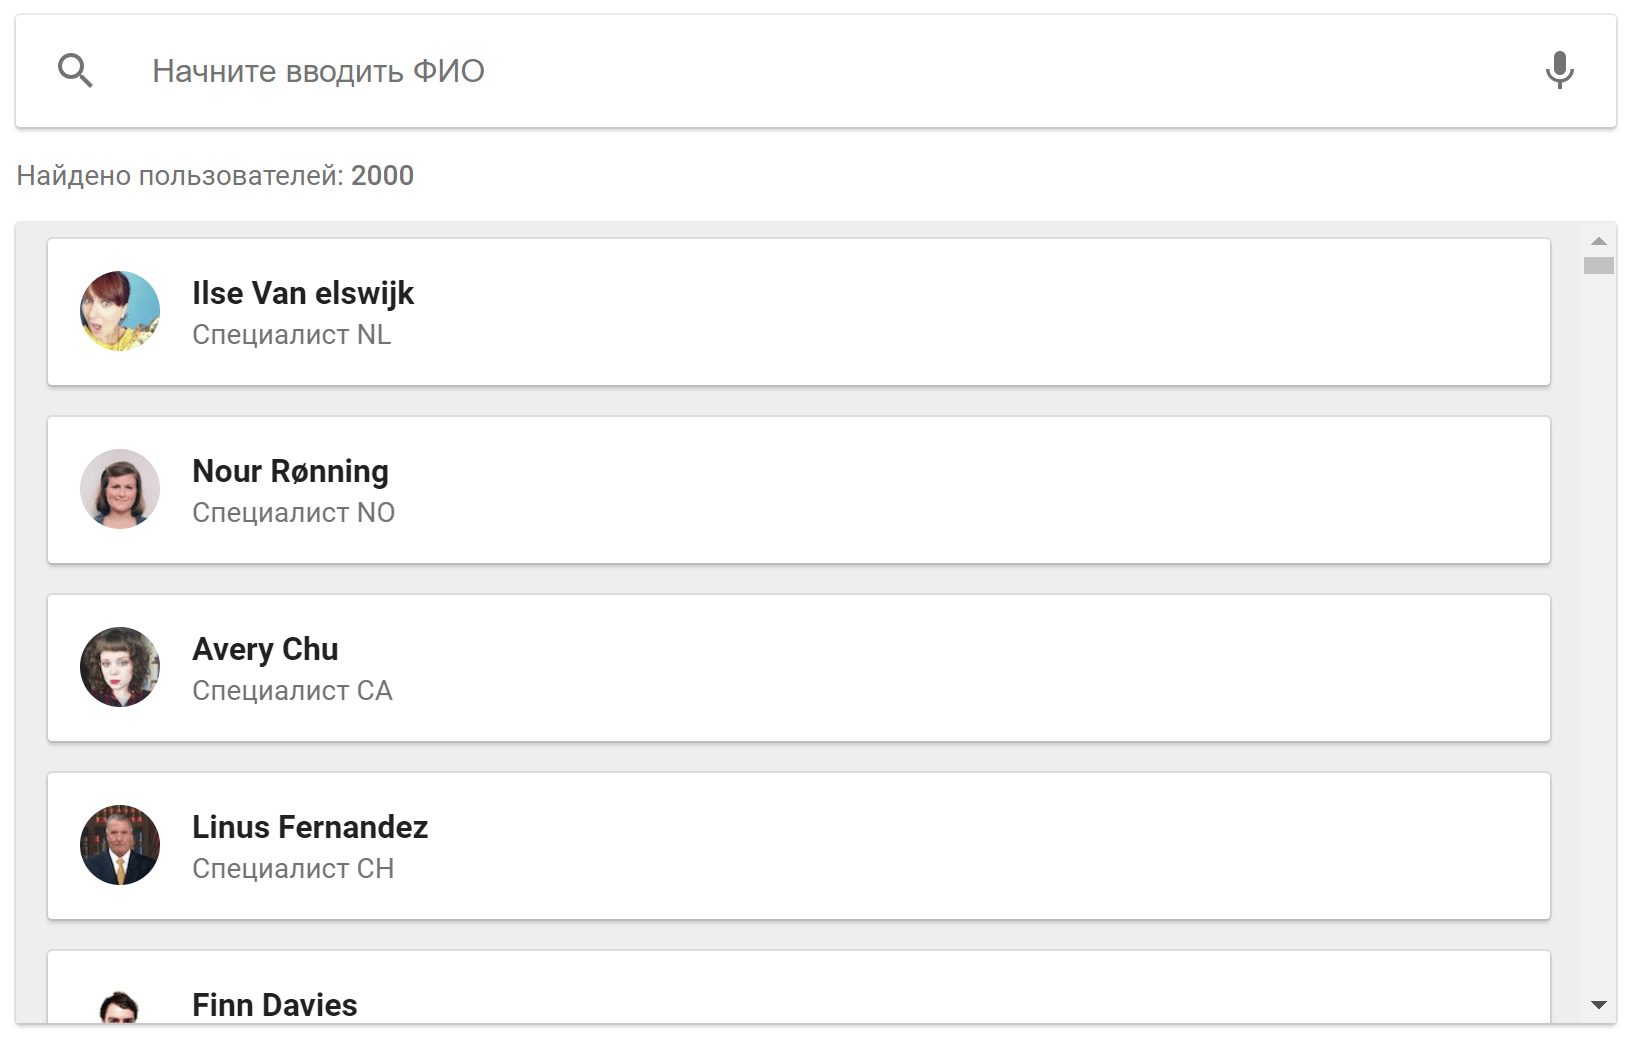 Начните вводить ФИО
Найдено пользователей: 2000
Ilse Van elswijk
Специалист NL
Nour Rønning
Специалист NO
Avery Chu
Специалист CA
Linus Fernandez
Специалист CH
Finn Davies